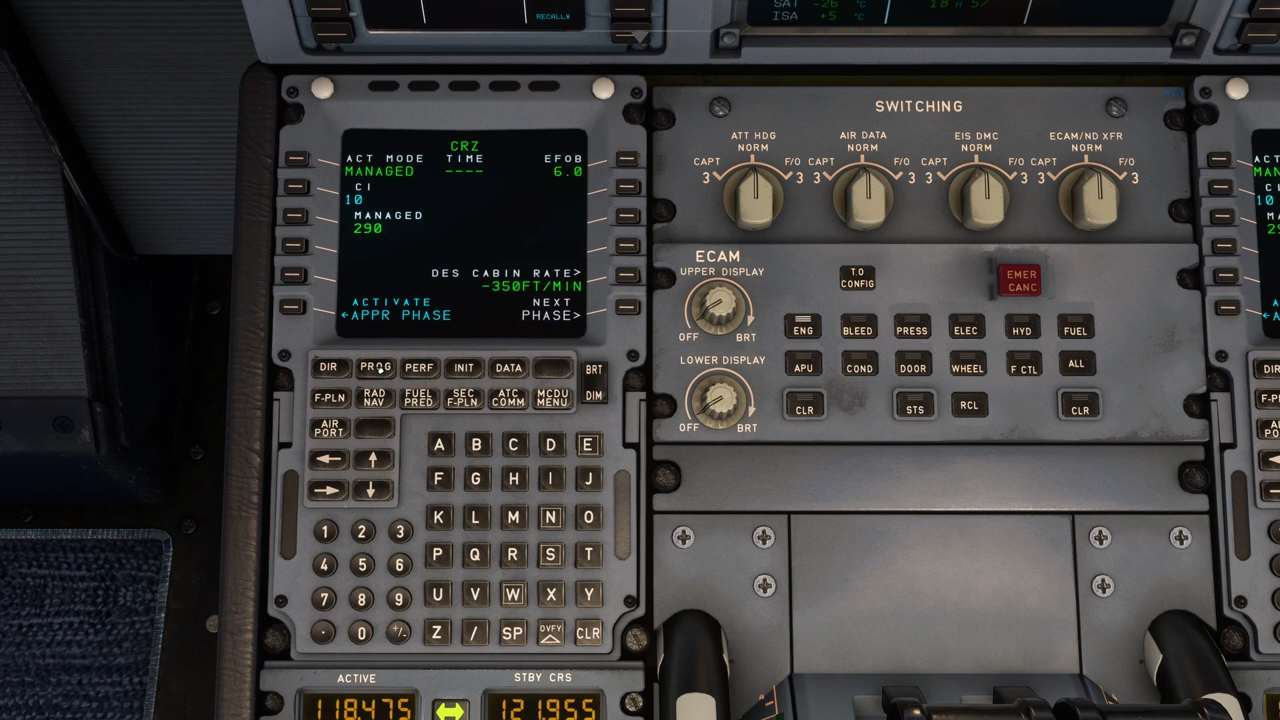 RECALL*
SAT -26 °C
ISA +5 °C
18 H 57
CRZ
ACT MODE TIME EFOB
MANAGED ---- 6.0
CI
10
MANAGED
290
DES CABIN RATE>
-350FT/MIN
ACTIVATE NEXT
←APPR PHASE PHASE>
DIR PROG PERF INIT DATA
BRT
DIM
F-PLN RAD NAV FUEL PRED SEC F-PLN ATC COMM MCDU MENU
AIR PORT
← ↑
→ ↓
A B C D E
F G H I J
K L M N O
P Q R S T
U V W X Y
Z / SP OVFY CLR
1 2 3
4 5 6
7 8 9
. 0 +/-
ACTIVE STBY CRS
118.475 121.955
SWITCHING
ATT HDG AIR DATA EIS DMC ECAM/ND XFR
NORM NORM NORM NORM
CAPT F/O CAPT F/O CAPT F/O CAPT F/O
3 3 3 3 3 3 3 3
ECAM
UPPER DISPLAY
OFF BRT
LOWER DISPLAY
OFF BRT
T.O
CONFIG
EMER
CANC
ENG BLEED PRESS ELEC HYD FUEL
APU COND DOOR WHEEL F CTL ALL
CLR STS RCL CLR
MANAGED
CI
10
DIR